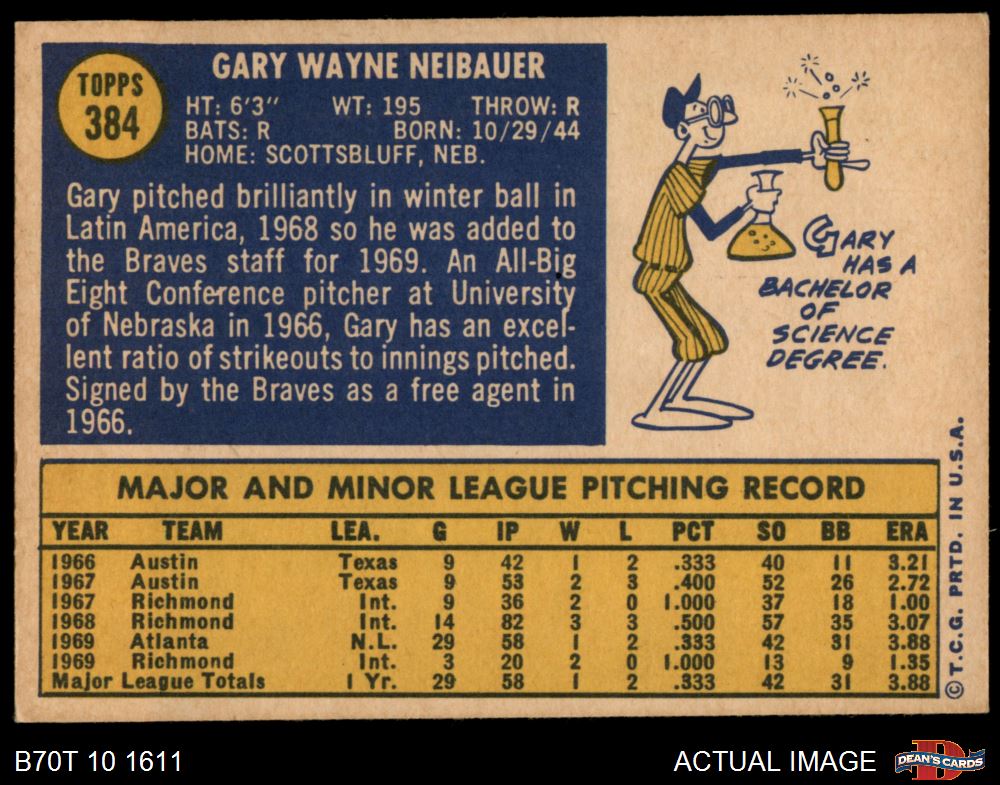 TOPPS
384
GARY WAYNE NEIBAUER
HT: 6'3" WT: 195 THROW: R
BATS: R BORN: 10/29/44
HOME: SCOTTSBLUFF, NEB.
Gary pitched brilliantly in winter ball in
Latin America, 1968 so he was added to
the Braves staff for 1969. An All-Big
Eight Conference pitcher at University
of Nebraska in 1966, Gary has an excel-
lent ratio of strikeouts to innings pitched.
Signed by the Braves as a free agent in
1966.
GARY
HAS A
BACHELOR
OF
SCIENCE
DEGREE.
MAJOR AND MINOR LEAGUE PITCHING RECORD
YEAR TEAM LEA. G IP W L PCT SO BB ERA
1966 Austin Texas 9 42 1 2 .333 40 11 3.21
1967 Austin Texas 9 53 2 3 .400 52 26 2.72
1967 Richmond Int. 9 36 2 0 1.000 37 18 1.00
1968 Richmond Int. 14 82 3 3 .500 57 35 3.07
1969 Atlanta N.L. 29 58 1 2 .333 42 31 3.88
1969 Richmond Int. 3 20 2 0 1.000 13 9 1.35
Major League Totals 1 Yr. 29 58 1 2 .333 42 31 3.88
© T.C.G. PRTD. IN U.S.A.
B70T 10 1611
ACTUAL IMAGE
DEAN'S CARDS